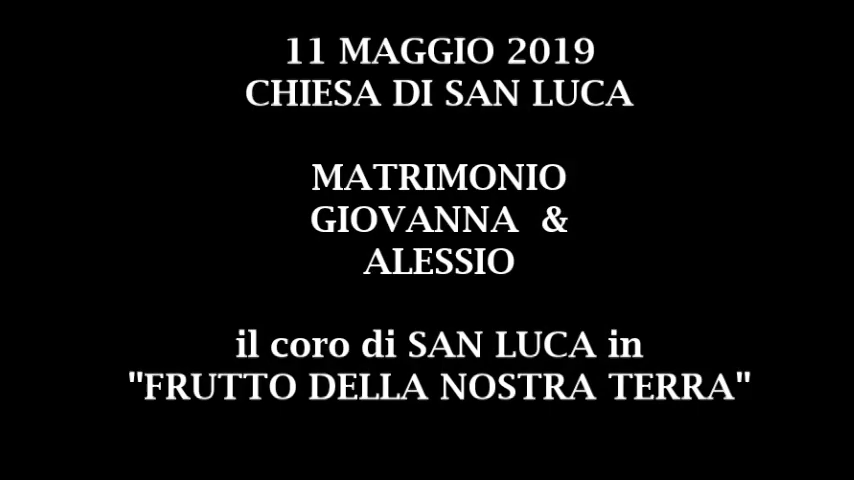 11 MAGGIO 2019
CHIESA DI SAN LUCA
MATRIMONIO
GIOVANNA &
ALESSIO
il coro di SAN LUCA in
"FRUTTO DELLA NOSTRA TERRA"